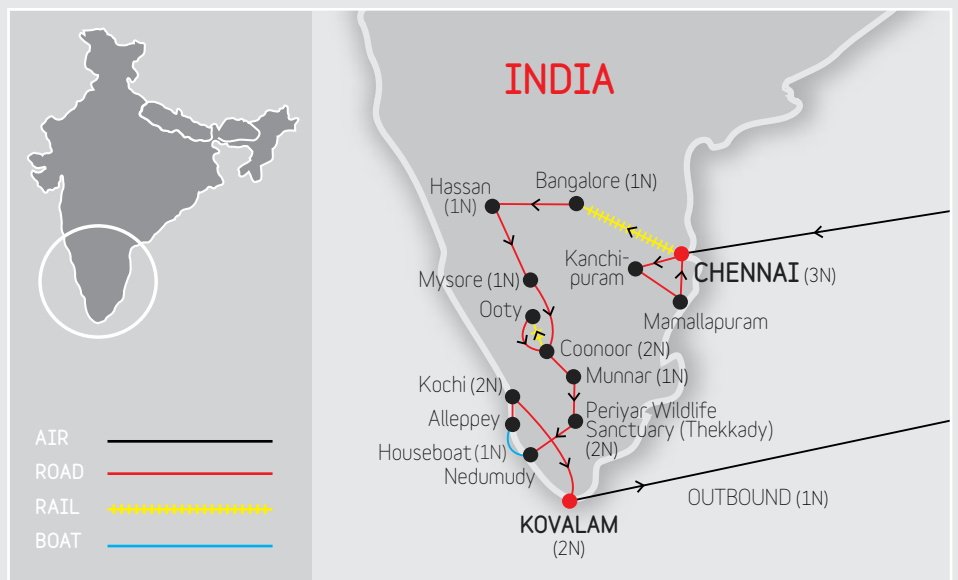 INDIA
Hassan
(1N)
Bangalore (1N)
Kanchi-
puram
CHENNAI (3N)
Mysore (1N)
Ooty
Mamallapuram
Coonoor (2N)
Munnar (1N)
Kochi (2N)
Alleppey
Periyar Wildlife
Sanctuary (Thekkady)
(2N)
Houseboat (1N)
Nedumudy
OUTBOUND (1N)
KOVALAM
(2N)
AIR
ROAD
RAIL
BOAT